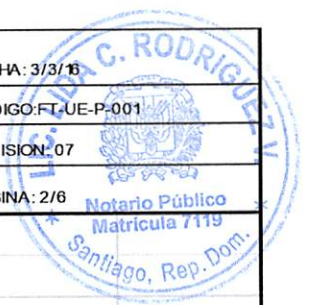 HA: 3/3/16
DIGO:FT-UE-P-001
ISION: 07
INA: 2/6
LIC. LIDA C. RODRIGUEZ V.
Notario Público
Matrícula 7119
Santiago, Rep. Dom.